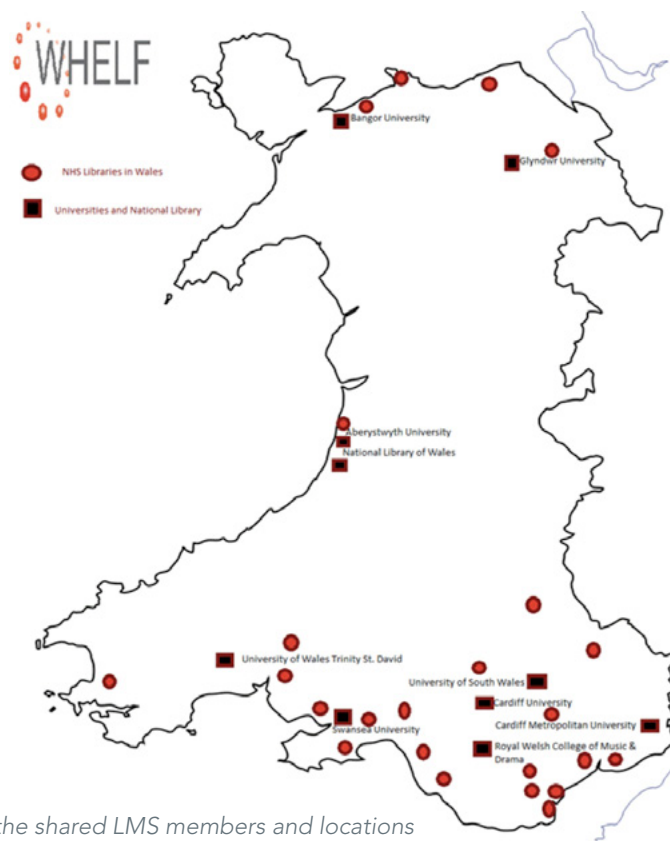 WHELF
NHS Libraries in Wales
Universities and National Library
Bangor University
Glyndwr University
Aberystwyth University
National Library of Wales
University of Wales Trinity St. David
University of South Wales
Cardiff University
Cardiff Metropolitan University
Swansea University
Royal Welsh College of Music &
Drama
the shared LMS members and locations